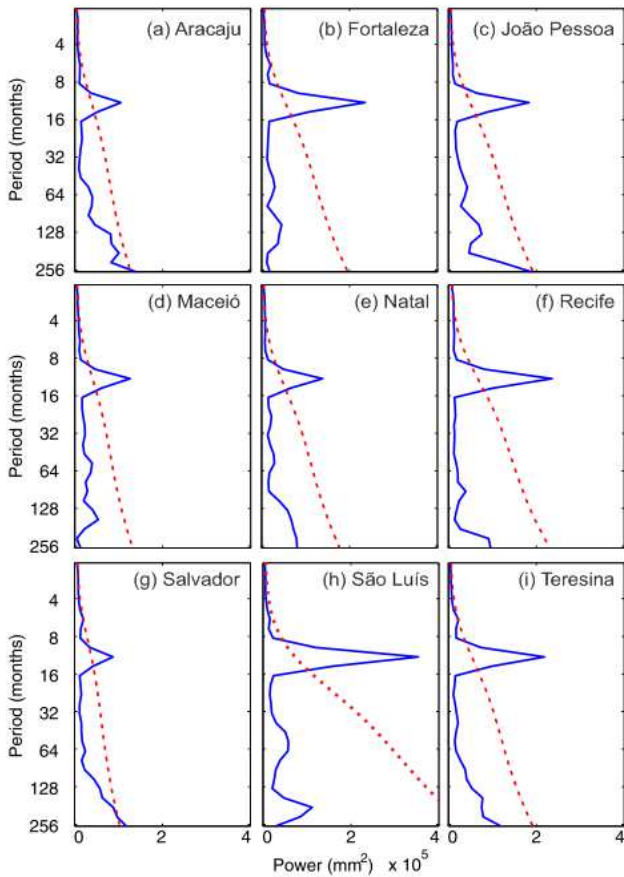 (a) Aracaju
(b) Fortaleza
(c) João Pessoa
Period (months)
4
8
16
32
64
128
256
(d) Maceió
(e) Natal
(f) Recife
Period (months)
4
8
16
32
64
128
256
(g) Salvador
(h) São Luís
(i) Teresina
Period (months)
4
8
16
32
64
128
256
0 2 4 0 2 4 0 2 4
Power (mm²) x 10⁵